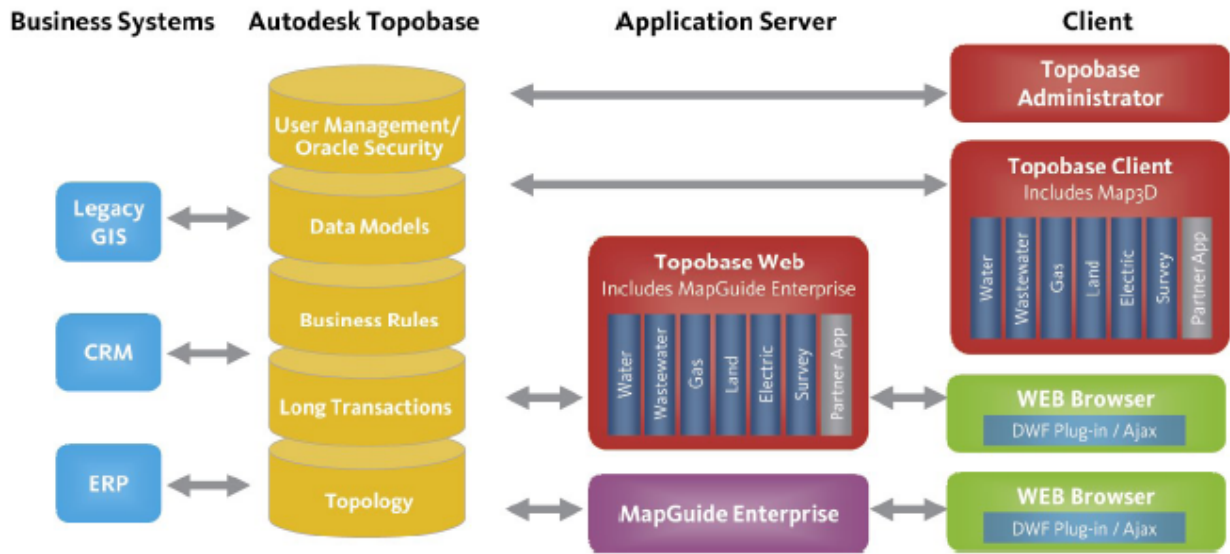 Business Systems
Autodesk Topobase
Application Server
Client
Legacy
GIS
CRM
ERP
User Management/
Oracle Security
Data Models
Business Rules
Long Transactions
Topology
Topobase Web
Includes MapGuide Enterprise
Water
Wastewater
Gas
Land
Electric
Survey
Partner App
MapGuide Enterprise
Topobase
Administrator
Topobase Client
Includes Map3D
Water
Wastewater
Gas
Land
Electric
Survey
Partner App
WEB Browser
DWF Plug-in / Ajax
WEB Browser
DWF Plug-in / Ajax